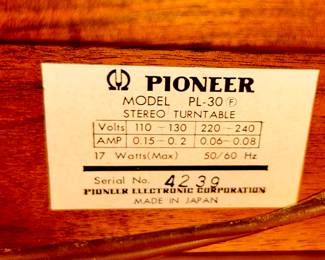 PIONEER
MODEL PL-30 Ⓕ
STEREO TURNTABLE
Volts 110 – 130 220 – 240
AMP 0.15 – 0.2 0.06 – 0.08
17 Watts(Max) 50/60 Hz
Serial No. 4239
PIONEER ELECTRONIC CORPORATION
MADE IN JAPAN